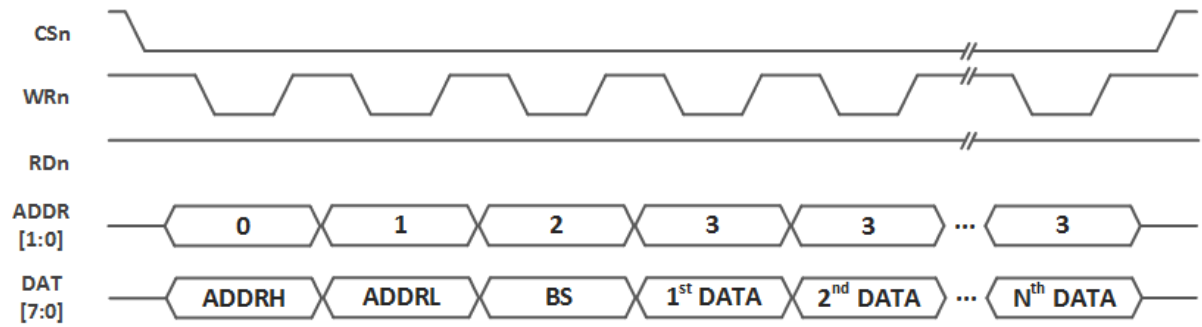 CSn
WRn
RDn
ADDR
[1:0]
0 1 2 3 3 ... 3
DAT
[7:0]
ADDRH ADDRL BS 1st DATA 2nd DATA ... Nth DATA